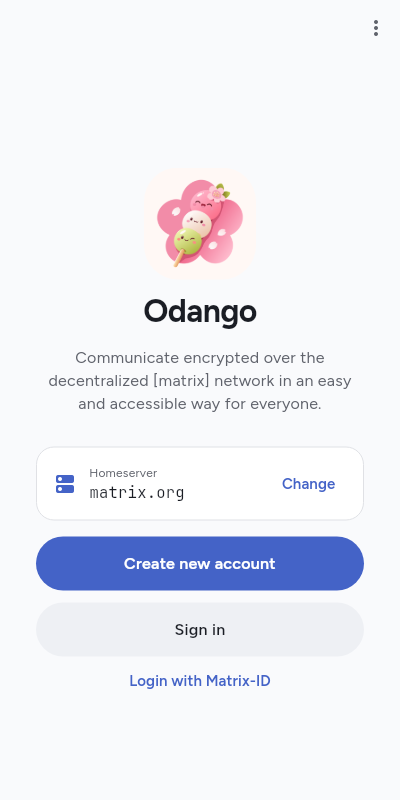 Odango
Communicate encrypted over the
decentralized [matrix] network in an easy
and accessible way for everyone.
Homeserver
matrix.org
Change
Create new account
Sign in
Login with Matrix-ID